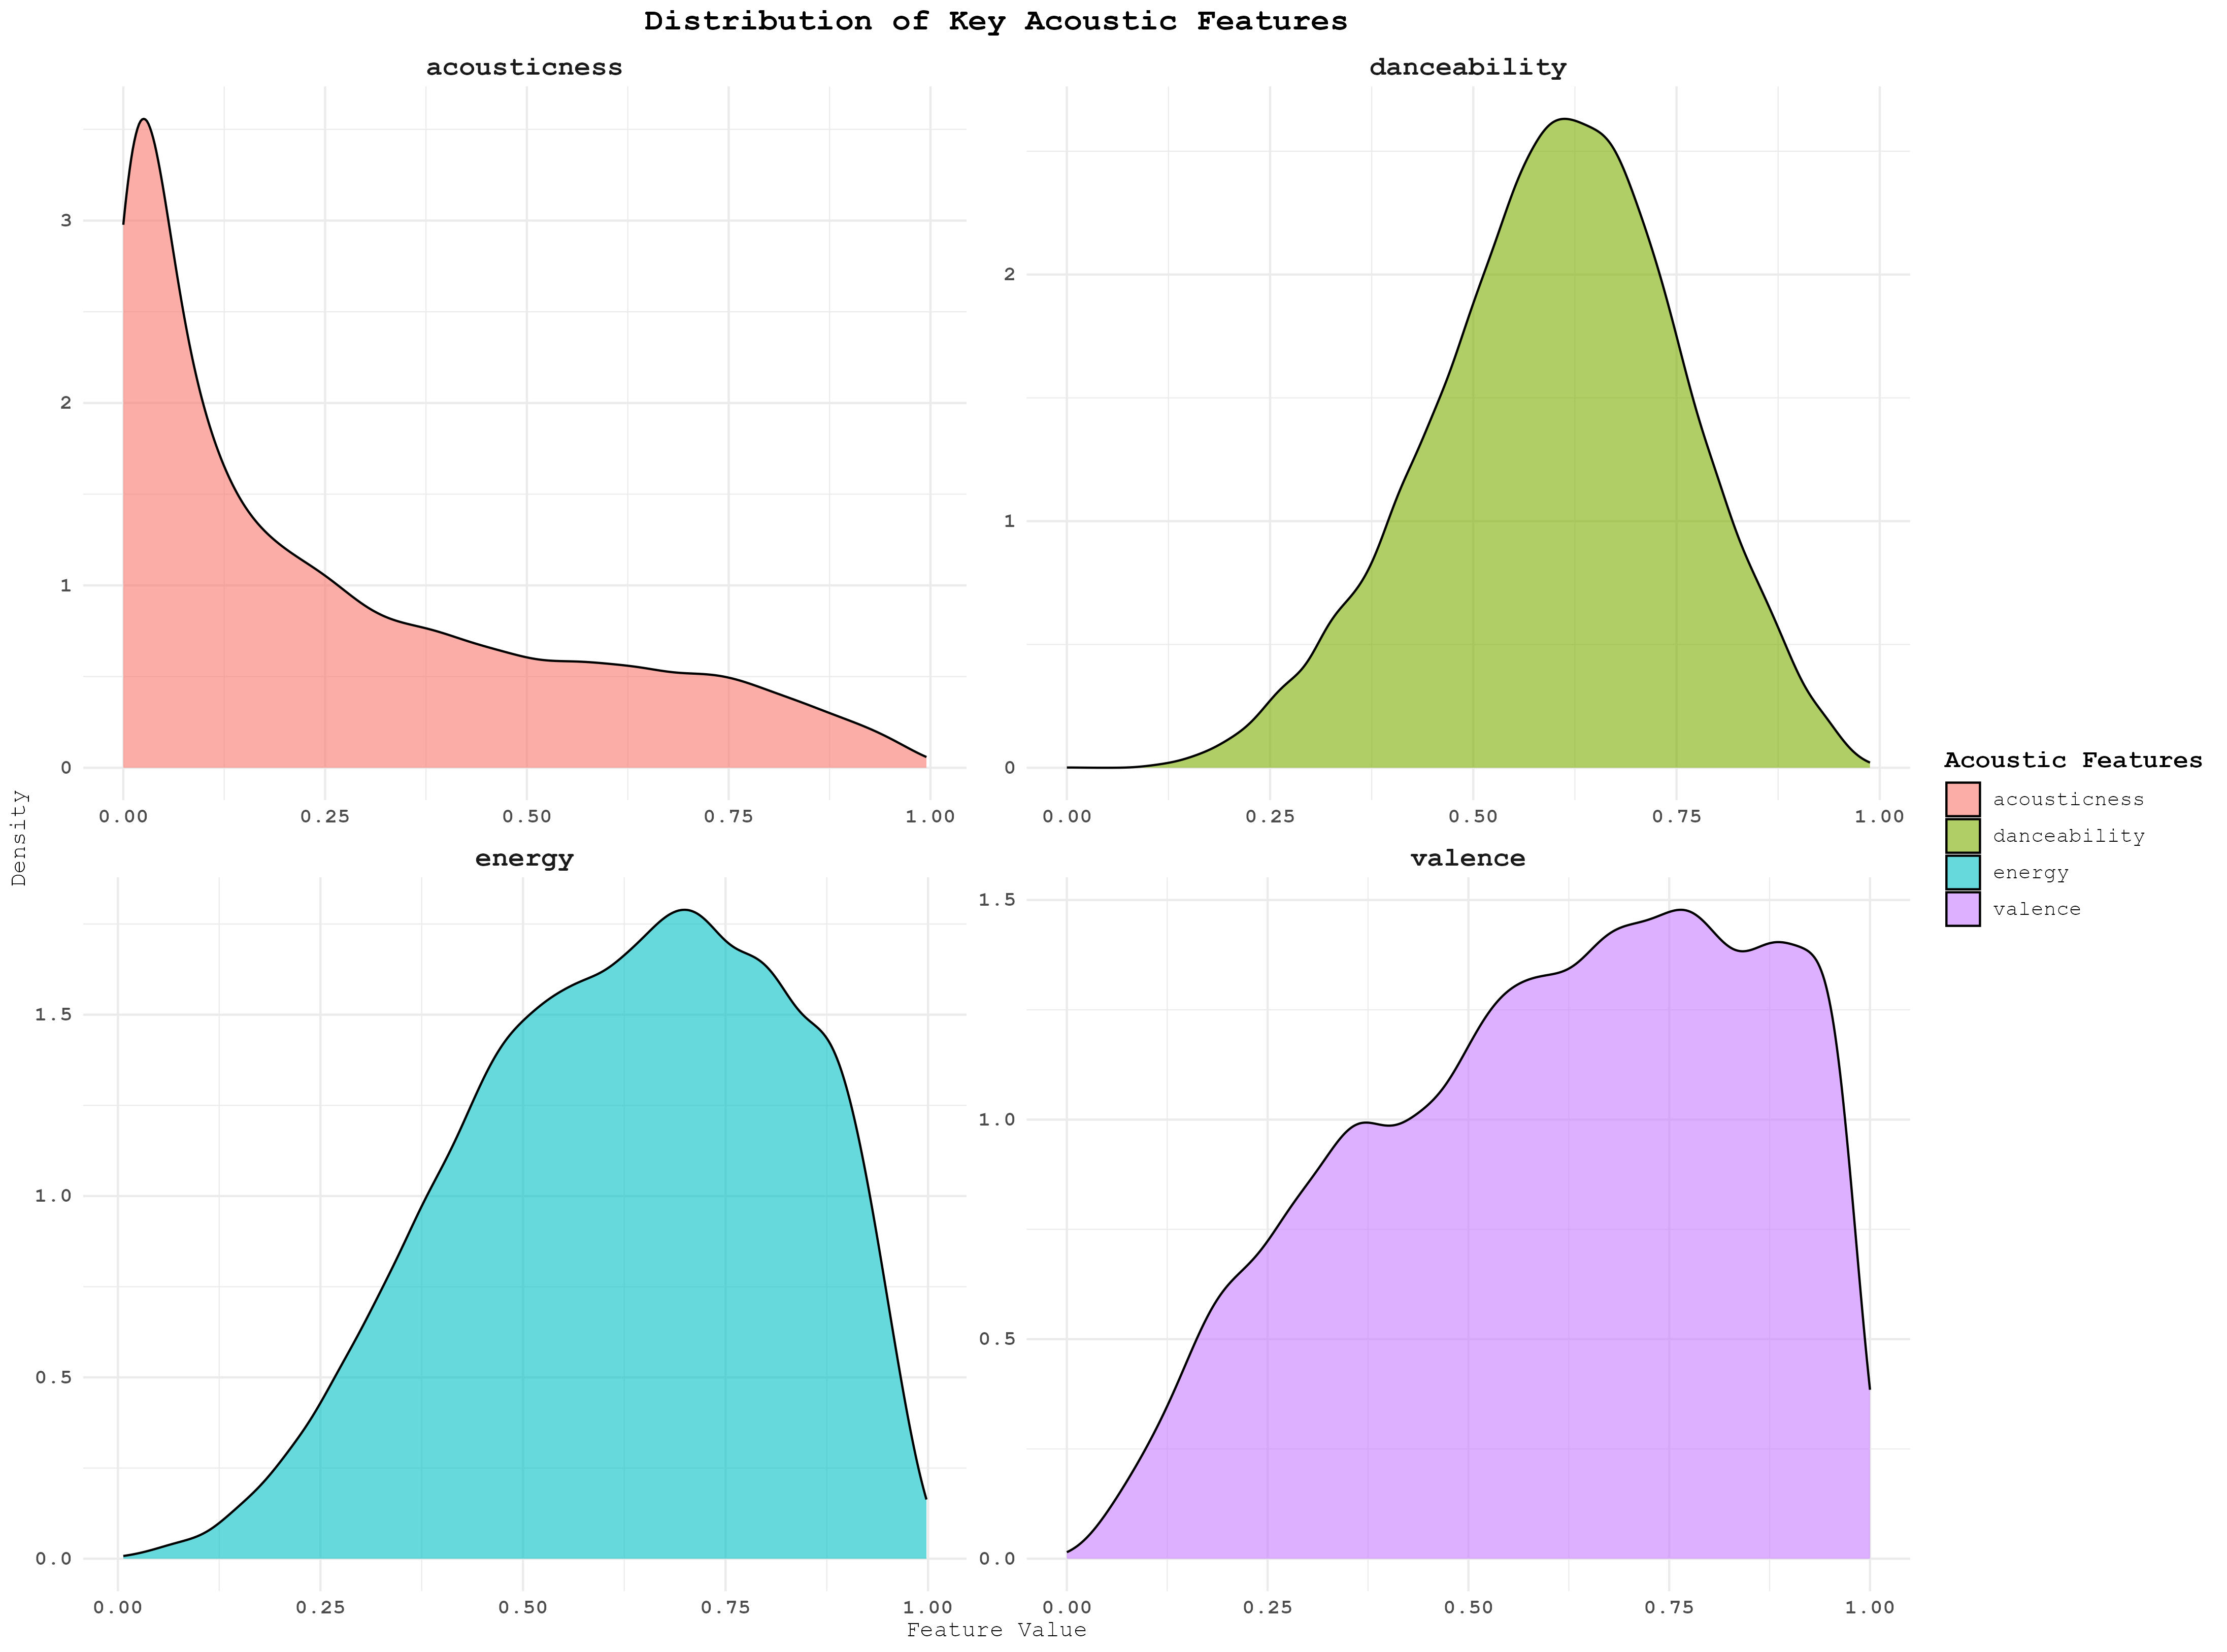 Distribution of Key Acoustic Features
acousticness
danceability
3
2
1
0
0.00 0.25 0.50 0.75 1.00
2
1
0
0.00 0.25 0.50 0.75 1.00
Density
energy
valence
1.5
1.0
0.5
0.0
0.00 0.25 0.50 0.75 1.00
1.5
1.0
0.5
0.0
0.00 0.25 0.50 0.75 1.00
Feature Value
Acoustic Features
acousticness
danceability
energy
valence